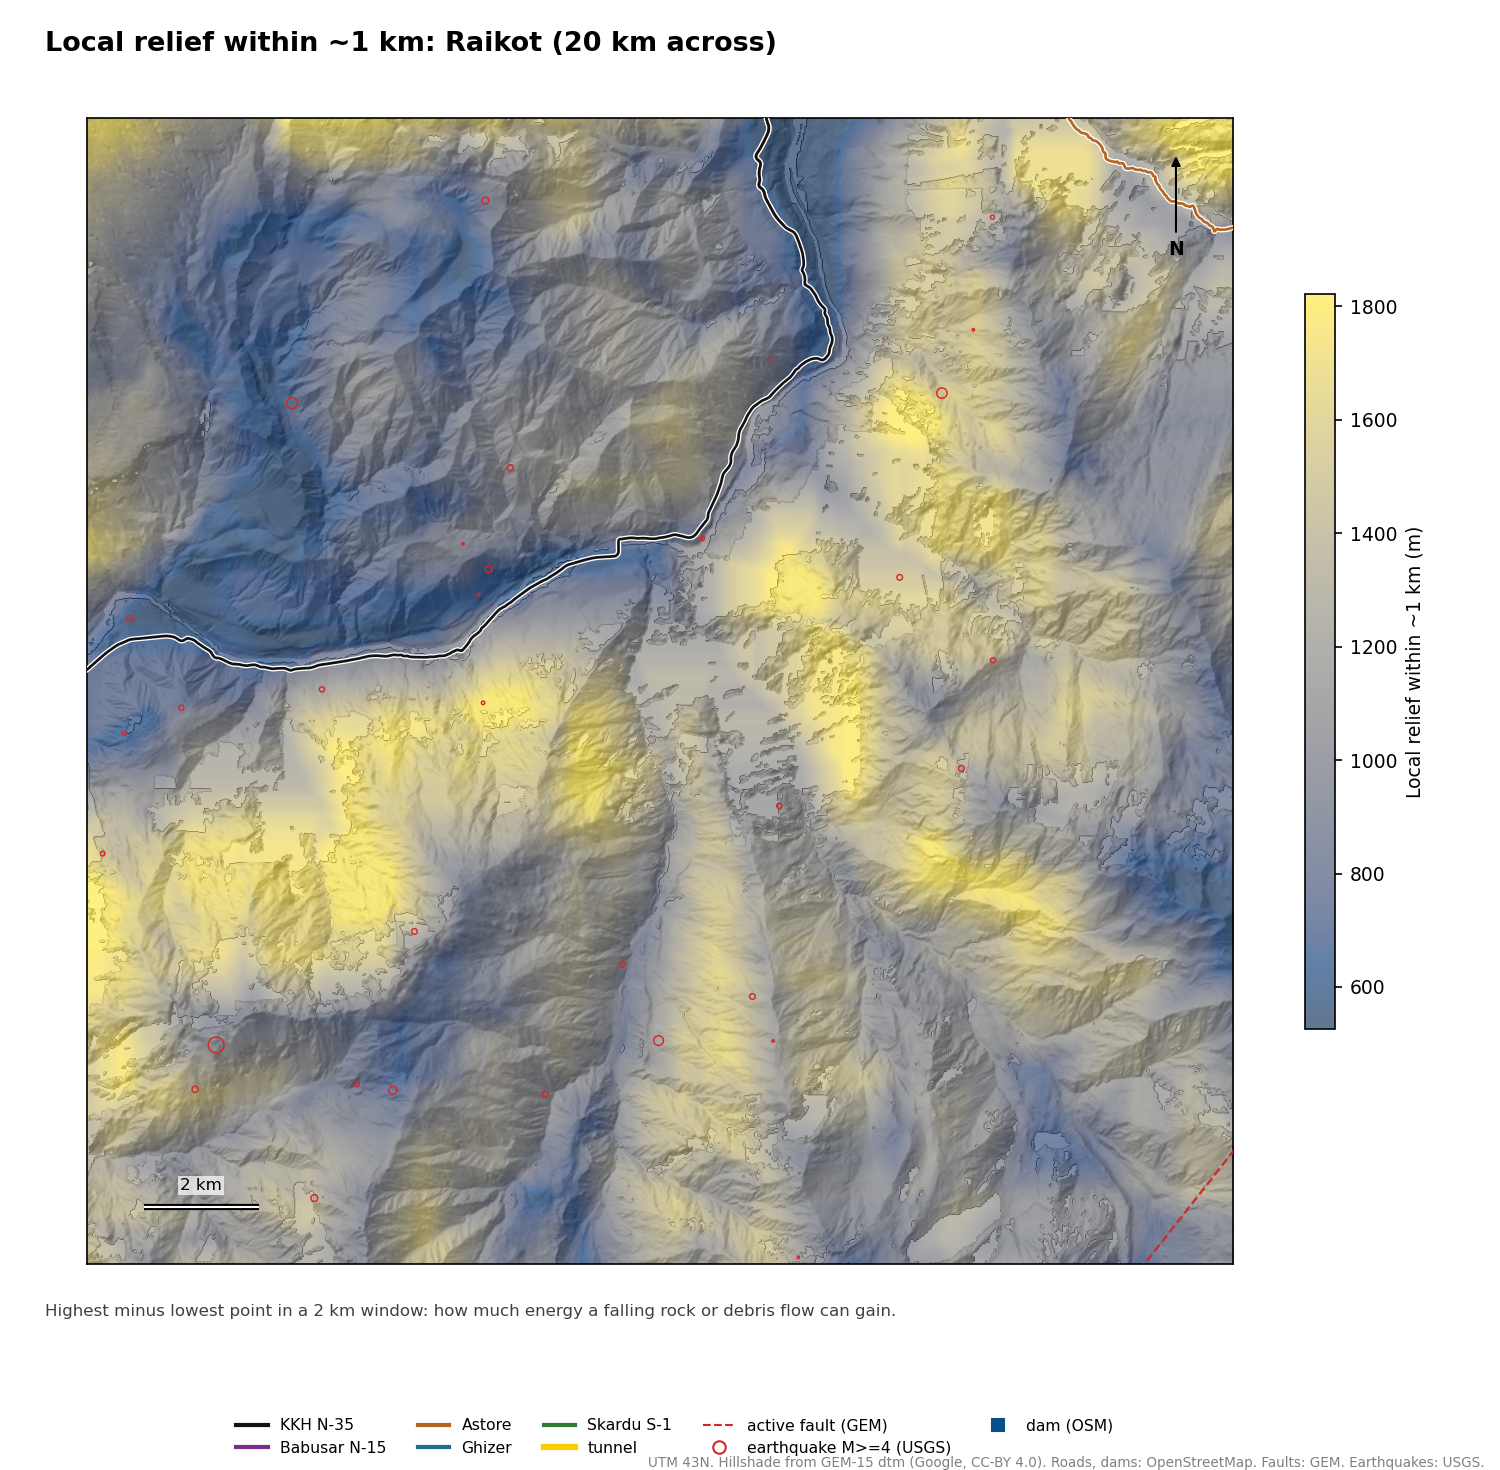 Local relief within ~1 km: Raikot (20 km across)
N
1800
1600
1400
1200
1000
800
600
Local relief within ~1 km (m)
2 km
Highest minus lowest point in a 2 km window: how much energy a falling rock or debris flow can gain.
KKH N-35
Astore
Skardu S-1
active fault (GEM)
dam (OSM)
Babusar N-15
Ghizer
tunnel
earthquake M>=4 (USGS)
UTM 43N. Hillshade from GEM-15 dtm (Google, CC-BY 4.0). Roads, dams: OpenStreetMap. Faults: GEM. Earthquakes: USGS.